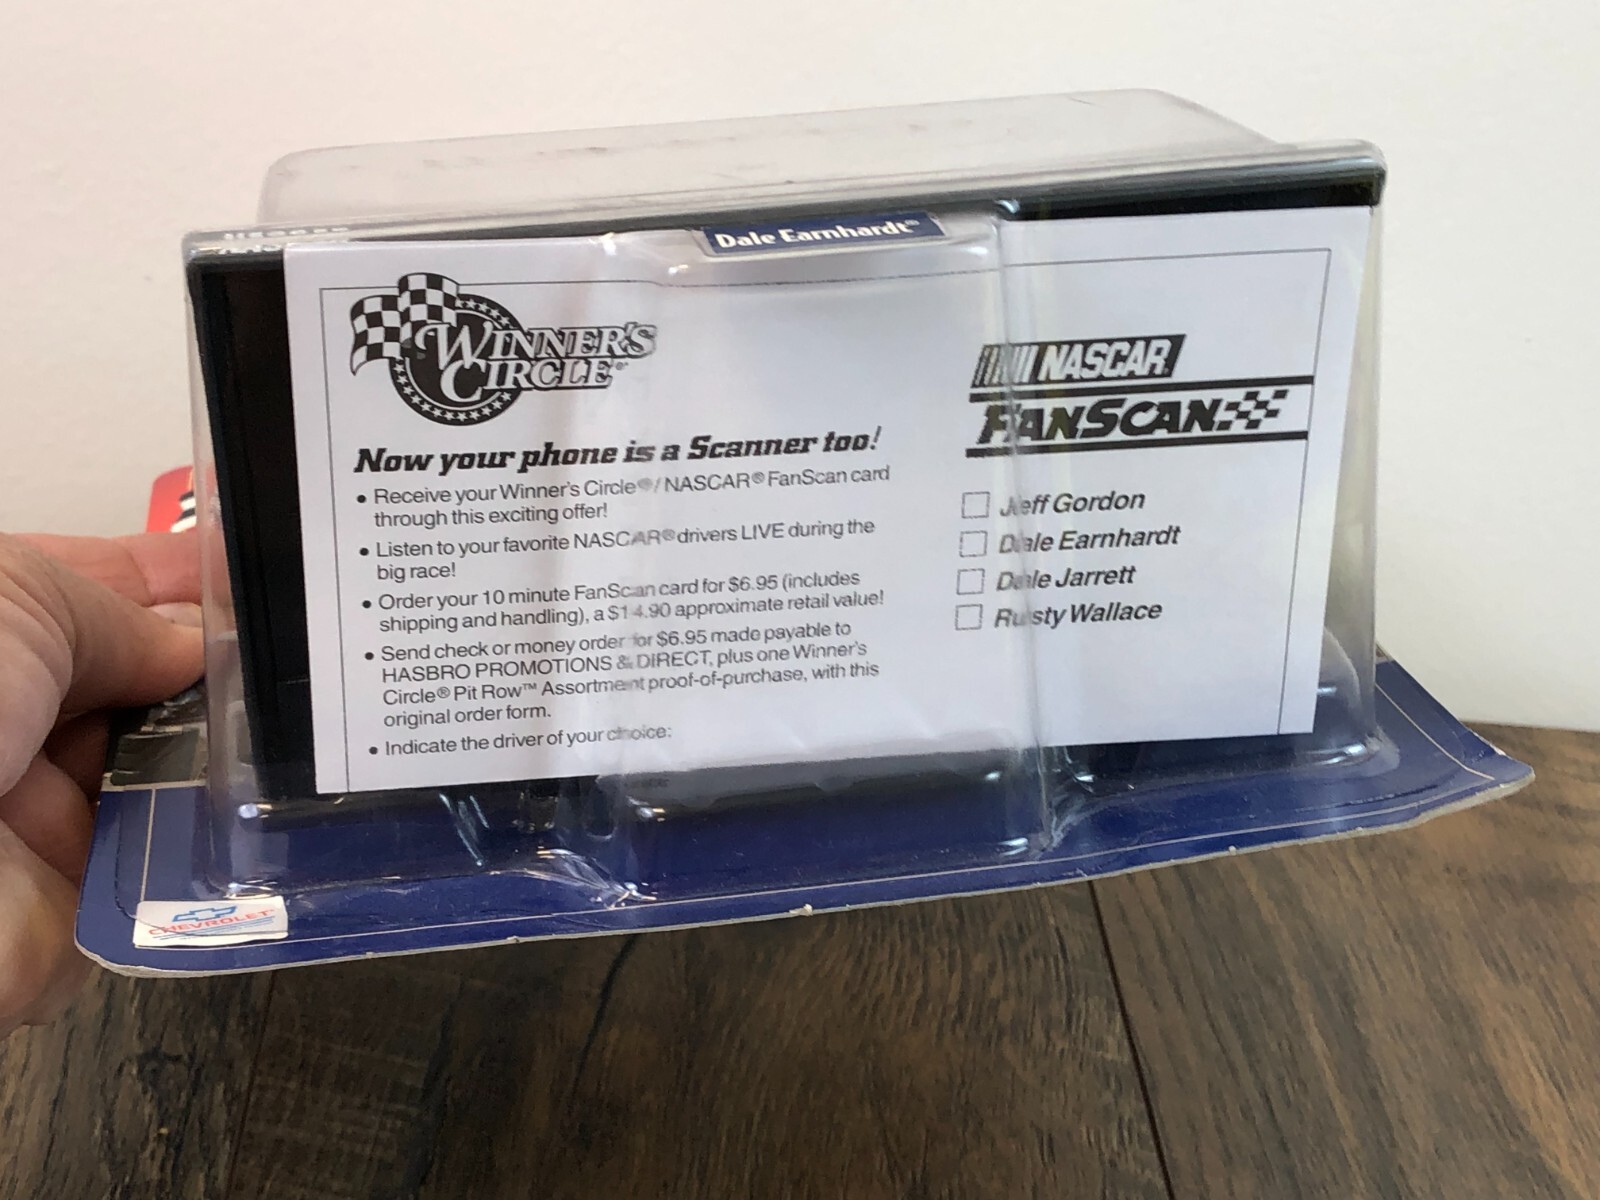 Dale Earnhardt®
WINNER'S
CIRCLE®
Now your phone is a Scanner too!
• Receive your Winner's Circle®/ NASCAR® FanScan card
through this exciting offer!
• Listen to your favorite NASCAR® drivers LIVE during the
big race!
• Order your 10 minute FanScan card for $6.95 (includes
shipping and handling), a $14.90 approximate retail value!
• Send check or money order for $6.95 made payable to
HASBRO PROMOTIONS & DIRECT, plus one Winner's
Circle® Pit Row™ Assortment proof-of-purchase, with this
original order form.
• Indicate the driver of your choice:
NASCAR
FANSCAN
Jeff Gordon
Dale Earnhardt
Dale Jarrett
Rusty Wallace
CHEVROLET